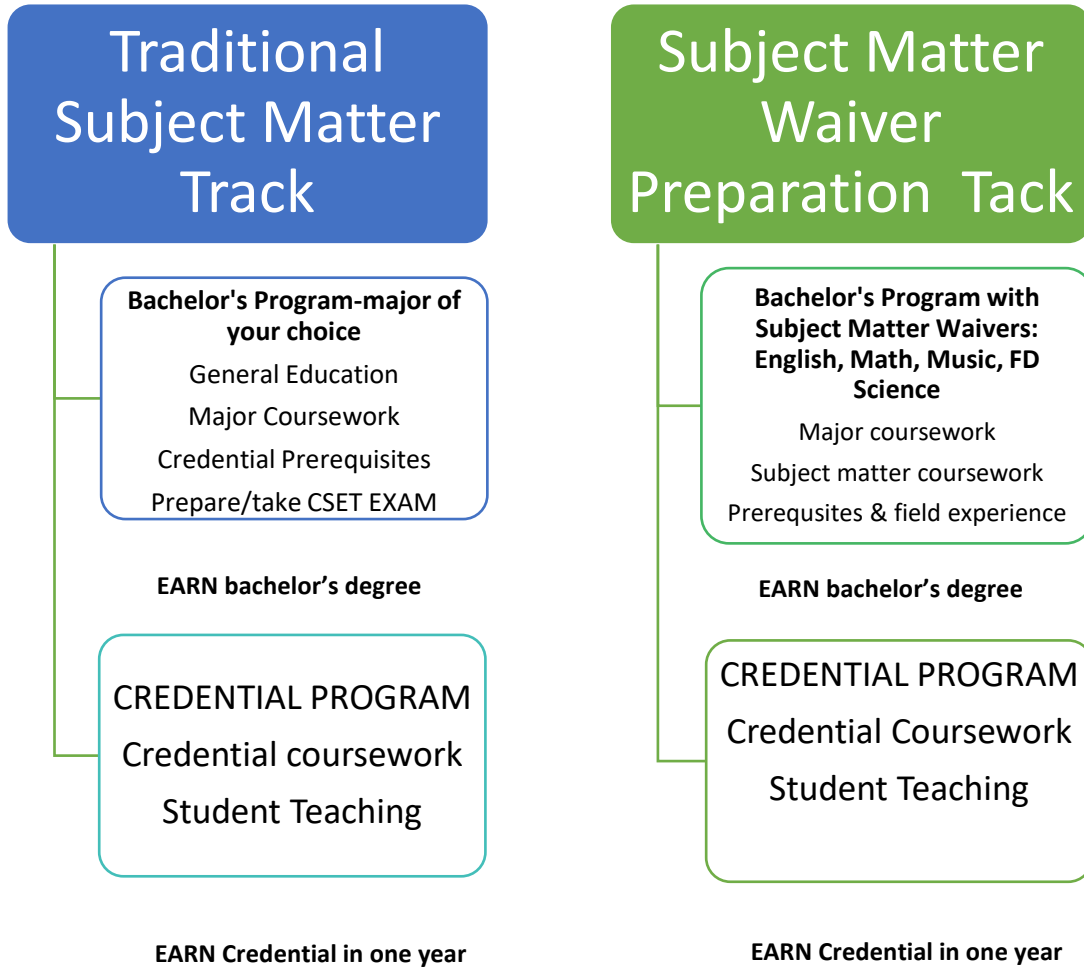 Traditional
Subject Matter
Track
Bachelor's Program-major of
your choice
General Education
Major Coursework
Credential Prerequisites
Prepare/take CSET EXAM
EARN bachelor’s degree
CREDENTIAL PROGRAM
Credential coursework
Student Teaching
EARN Credential in one year
Subject Matter
Waiver
Preparation Tack
Bachelor's Program with
Subject Matter Waivers:
English, Math, Music, FD
Science
Major coursework
Subject matter coursework
Prerequsites & field experience
EARN bachelor’s degree
CREDENTIAL PROGRAM
Credential Coursework
Student Teaching
EARN Credential in one year